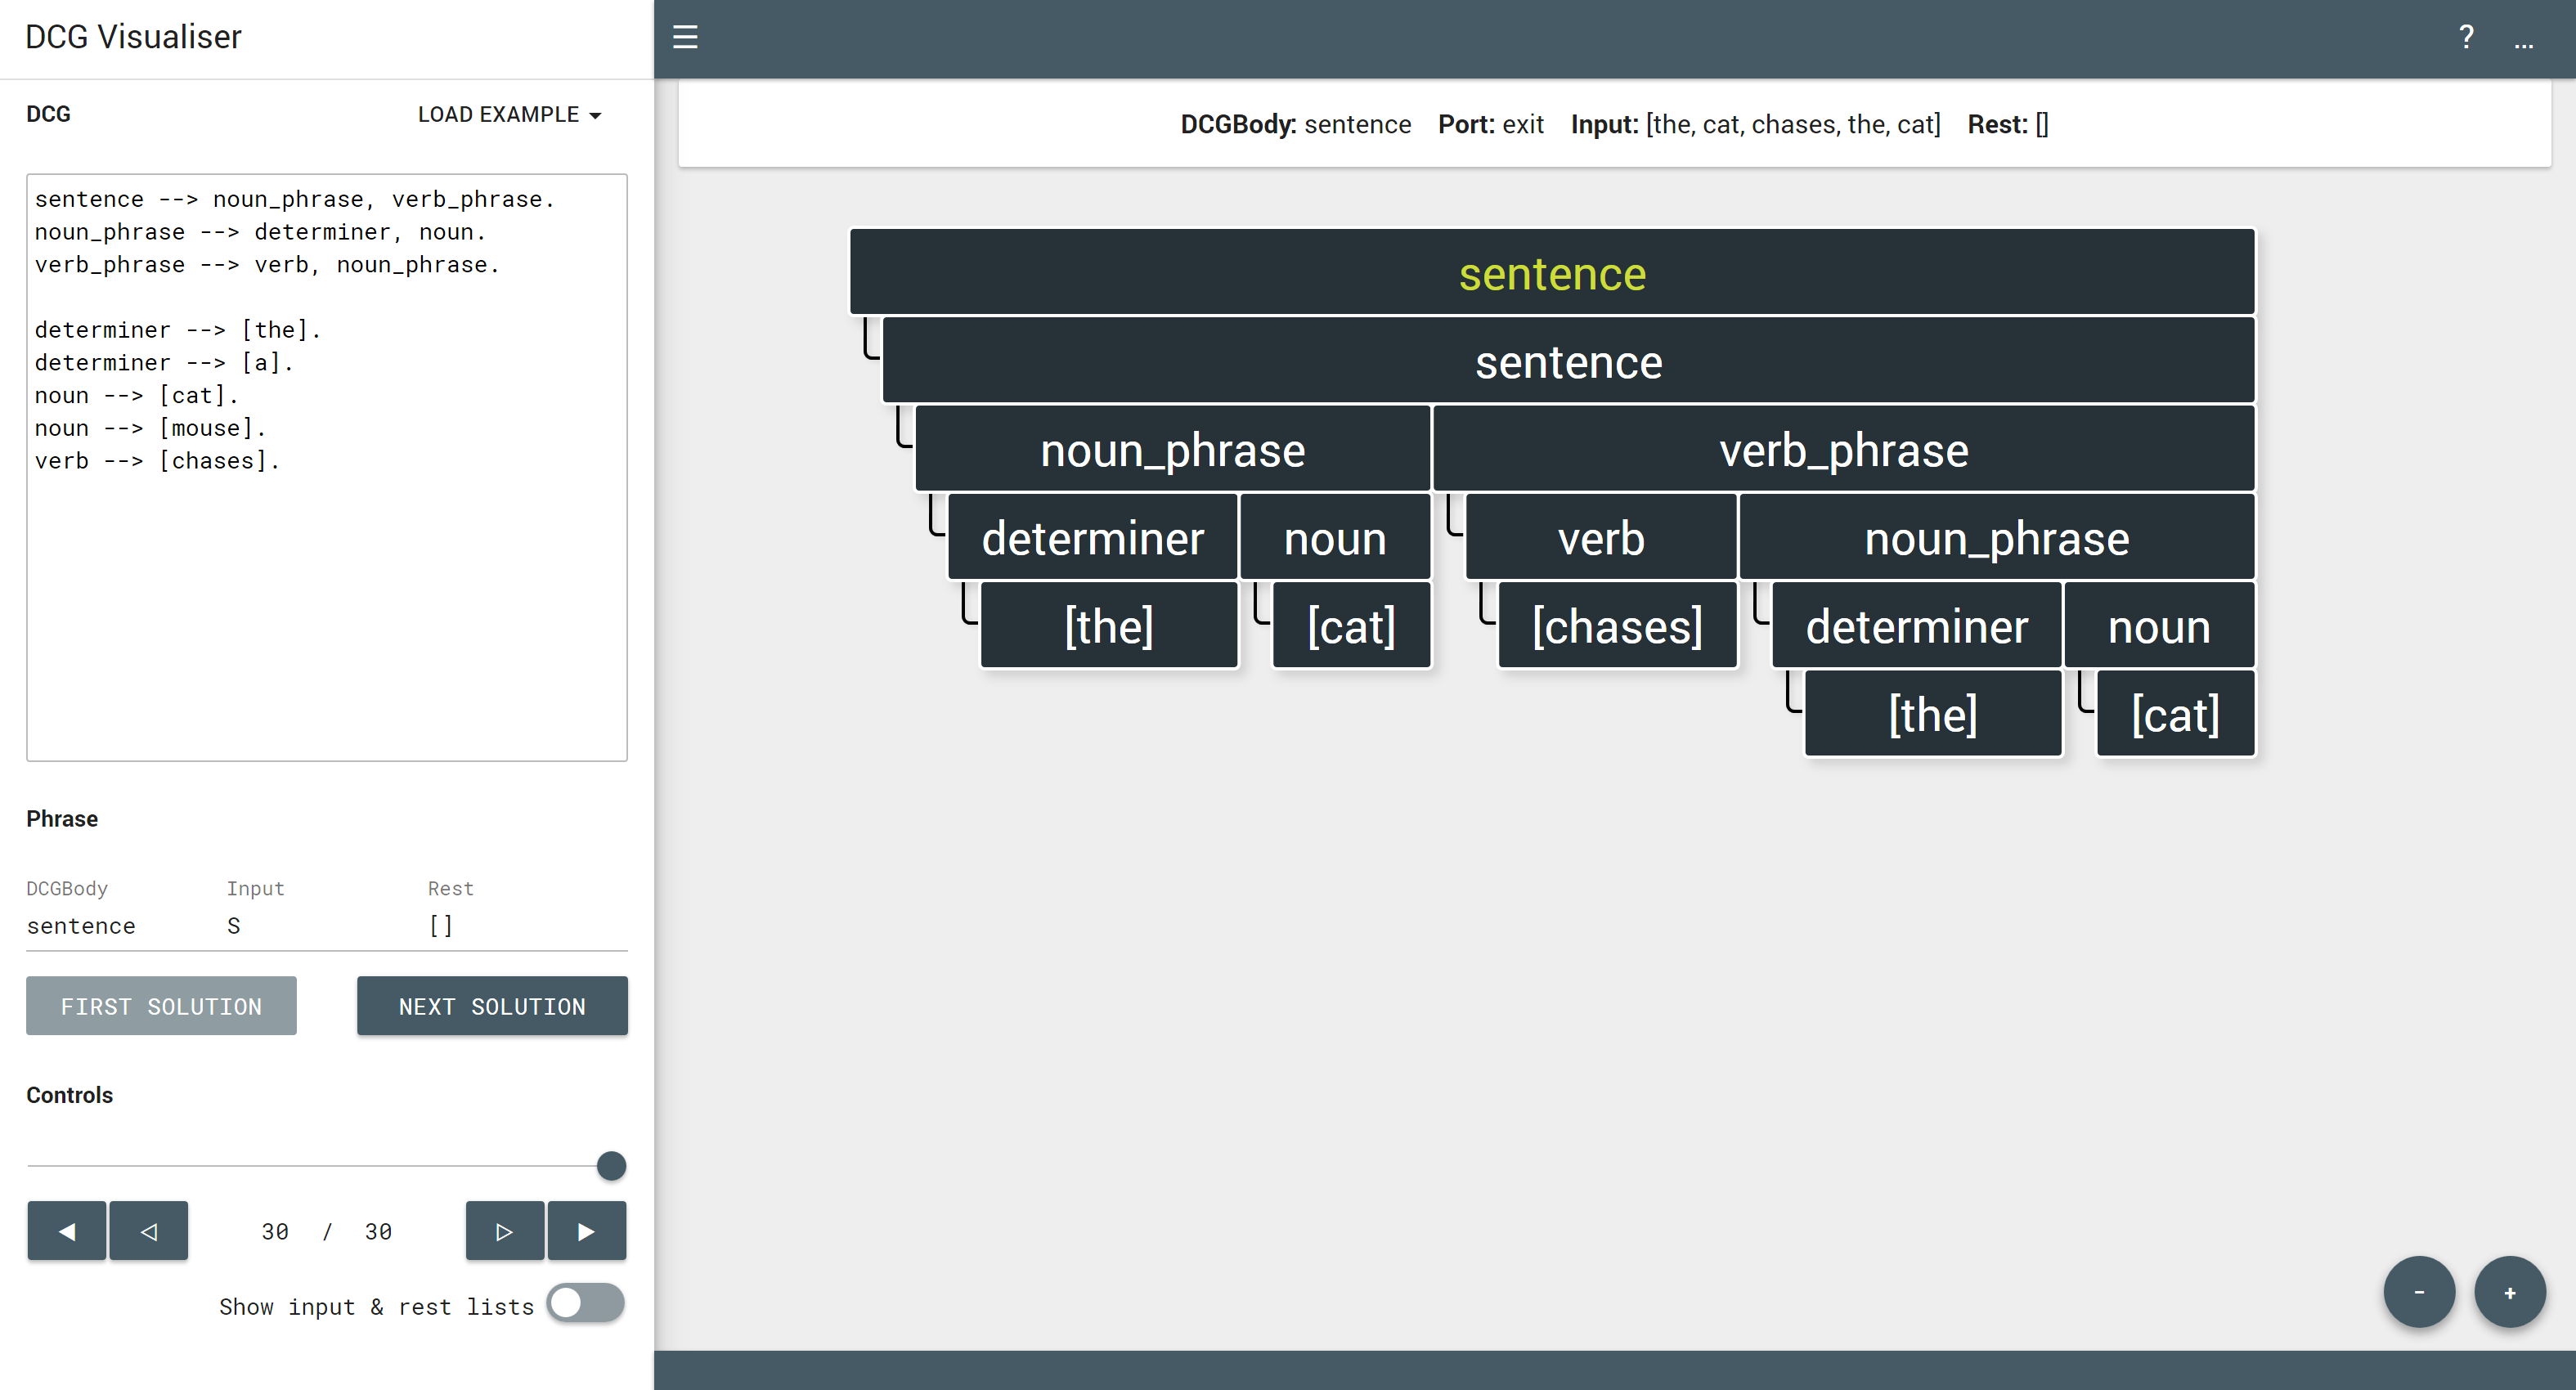 DCG Visualiser
☰
? ...
DCG
LOAD EXAMPLE
sentence --> noun_phrase, verb_phrase.
noun_phrase --> determiner, noun.
verb_phrase --> verb, noun_phrase.
determiner --> [the].
determiner --> [a].
noun --> [cat].
noun --> [mouse].
verb --> [chases].
Phrase
DCGBody Input Rest
sentence S []
FIRST SOLUTION NEXT SOLUTION
Controls
30 / 30
Show input & rest lists
DCGBody: sentence Port: exit Input: [the, cat, chases, the, cat] Rest: []
sentence
sentence
noun_phrase verb_phrase
determiner noun verb noun_phrase
[the] [cat] [chases] determiner noun
[the] [cat]
- +